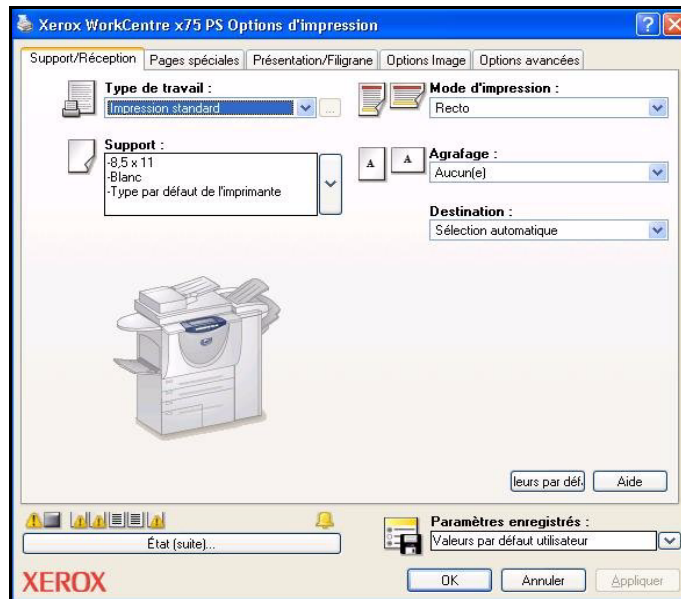 Xerox WorkCentre x75 PS Options d'impression
Support/Réception
Pages spéciales
Présentation/Filigrane
Options Image
Options avancées
Type de travail :
Impression standard
...
Mode d'impression :
Recto
Support :
-8,5 x 11
-Blanc
-Type par défaut de l'imprimante
A
A
Agrafage :
Aucun(e)
Destination :
Sélection automatique
leurs par déf.
Aide
État (suite)...
Paramètres enregistrés :
Valeurs par défaut utilisateur
XEROX
OK
Annuler
Appliquer